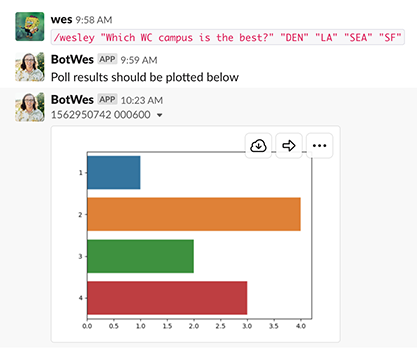 wes 9:58 AM
/wesley "Which WC campus is the best?" "DEN" "LA" "SEA" "SF"
BotWes APP 9:59 AM
Poll results should be plotted below
BotWes APP 10:23 AM
1562950742 000600
1
2
3
4
0.0 0.5 1.0 1.5 2.0 2.5 3.0 3.5 4.0